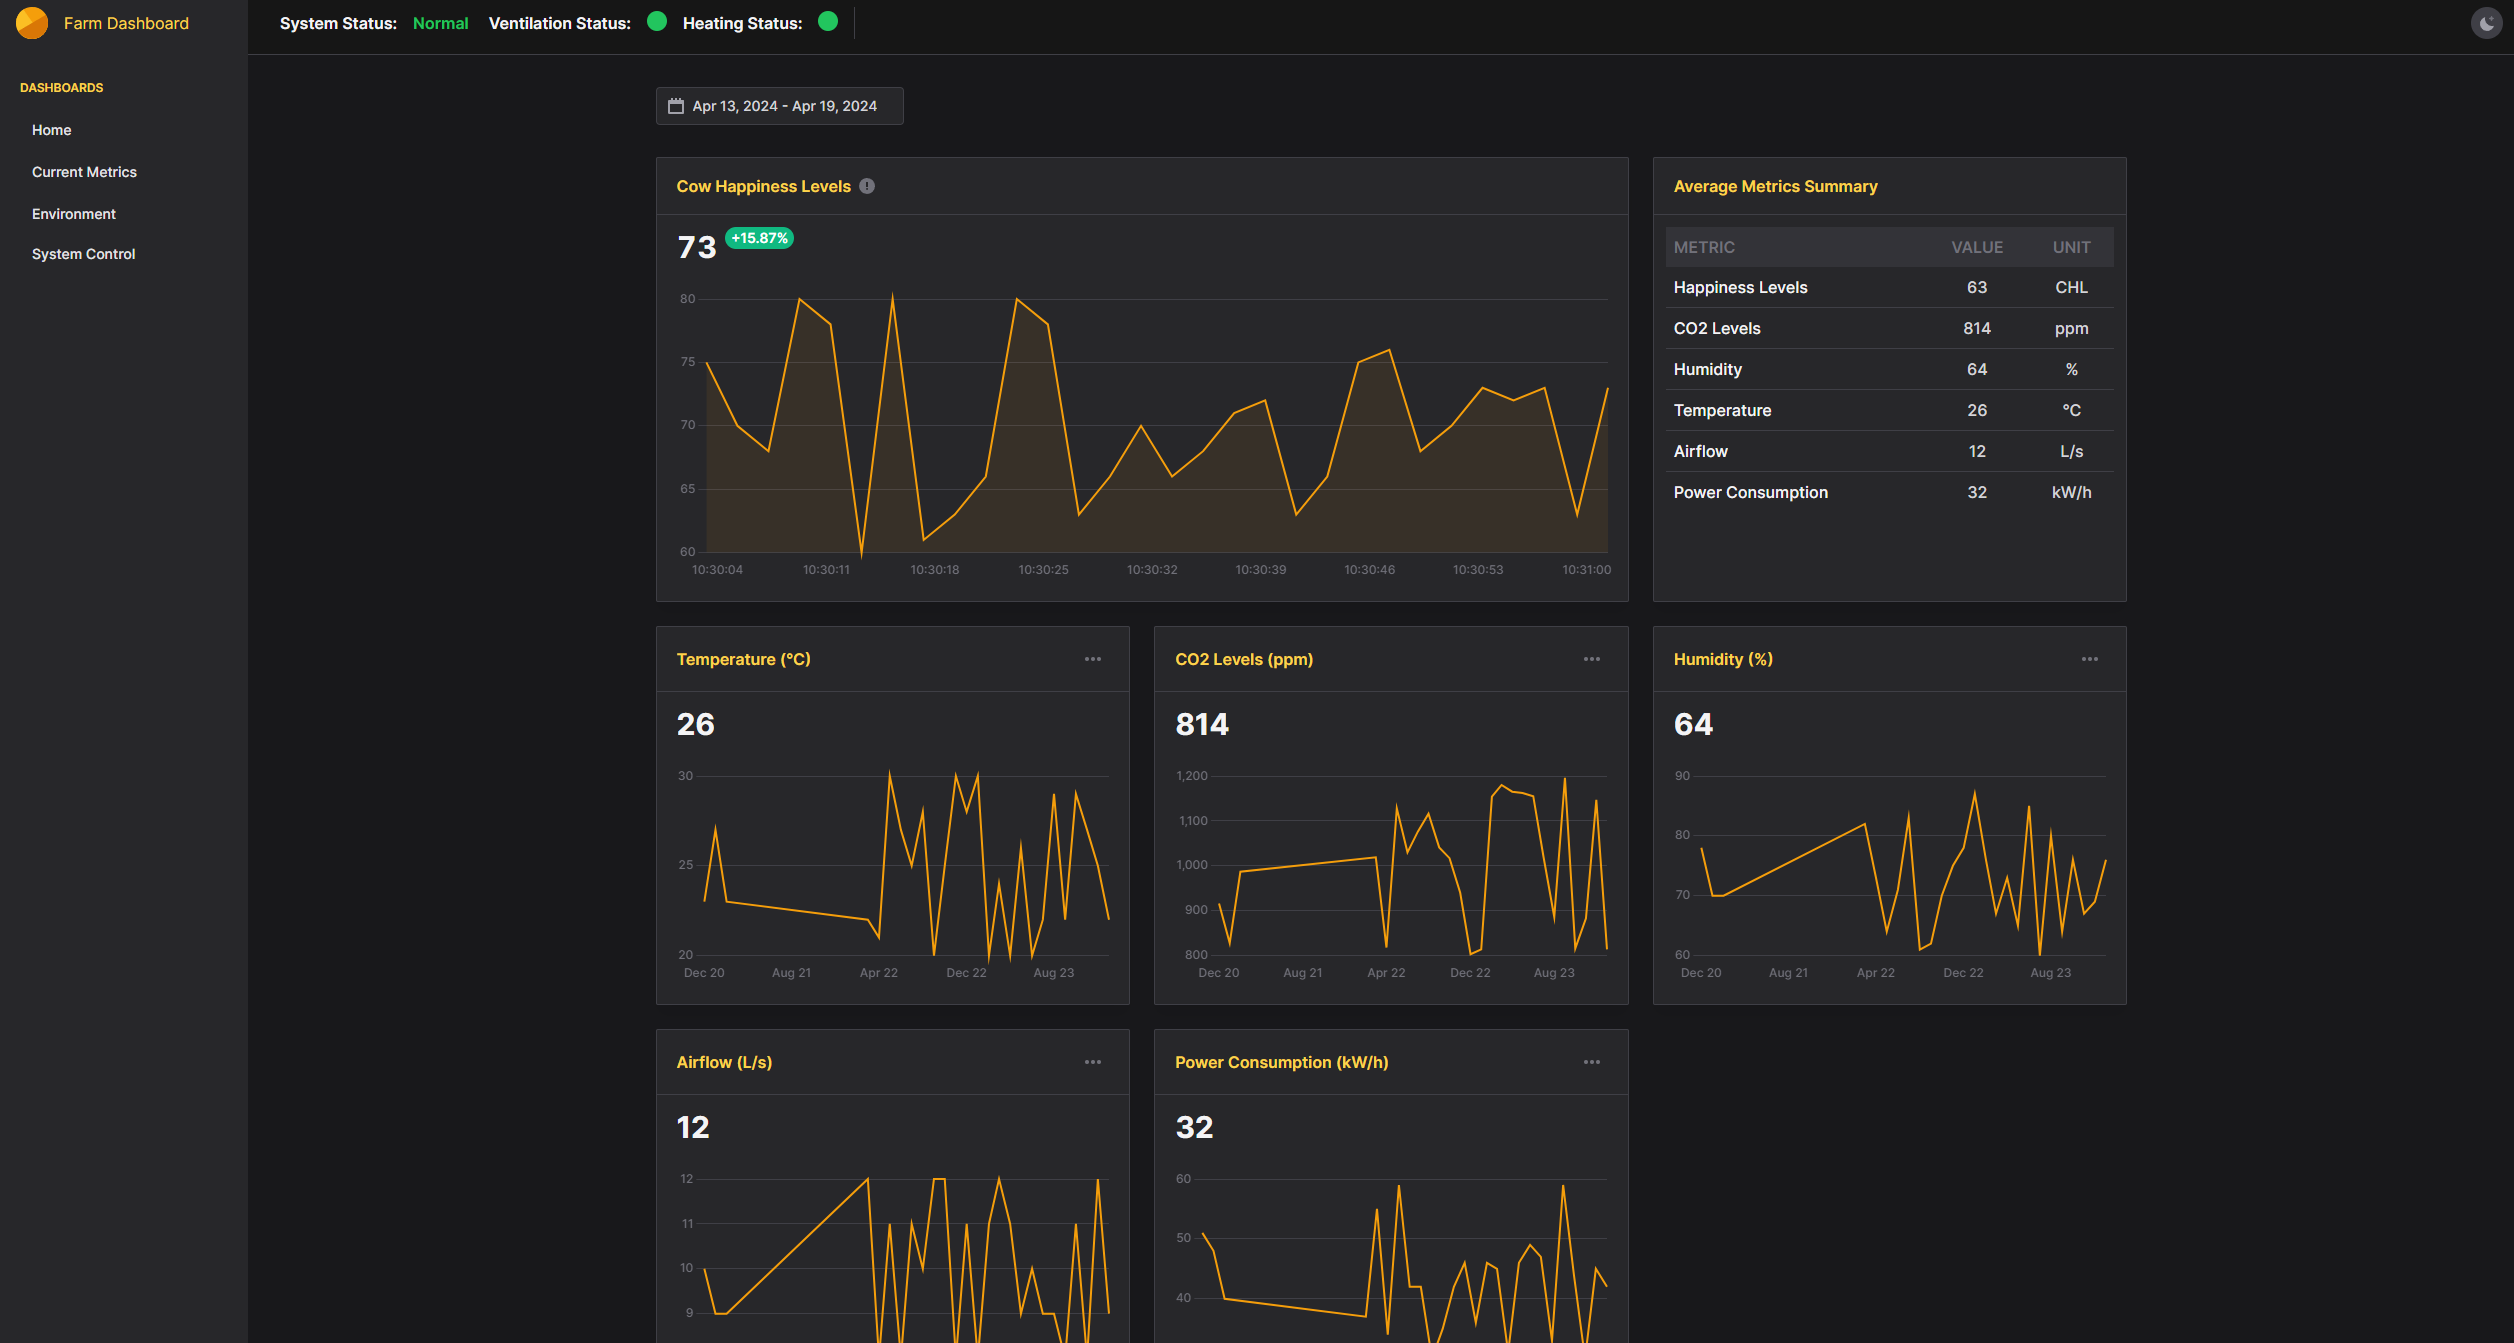 Farm Dashboard
System Status: Normal Ventilation Status: Heating Status:
DASHBOARDS
Home
Current Metrics
Environment
System Control
Apr 13, 2024 - Apr 19, 2024
Cow Happiness Levels
73 +15.87%
80
75
70
65
60
10:30:04 10:30:11 10:30:18 10:30:25 10:30:32 10:30:39 10:30:46 10:30:53 10:31:00
Average Metrics Summary
METRIC VALUE UNIT
Happiness Levels 63 CHL
CO2 Levels 814 ppm
Humidity 64 %
Temperature 26 °C
Airflow 12 L/s
Power Consumption 32 kW/h
Temperature (°C)
26
30
25
20
Dec 20 Aug 21 Apr 22 Dec 22 Aug 23
CO2 Levels (ppm)
814
1,200
1,100
1,000
900
800
Dec 20 Aug 21 Apr 22 Dec 22 Aug 23
Humidity (%)
64
90
80
70
60
Dec 20 Aug 21 Apr 22 Dec 22 Aug 23
Airflow (L/s)
12
12
11
10
9
Power Consumption (kW/h)
32
60
50
40